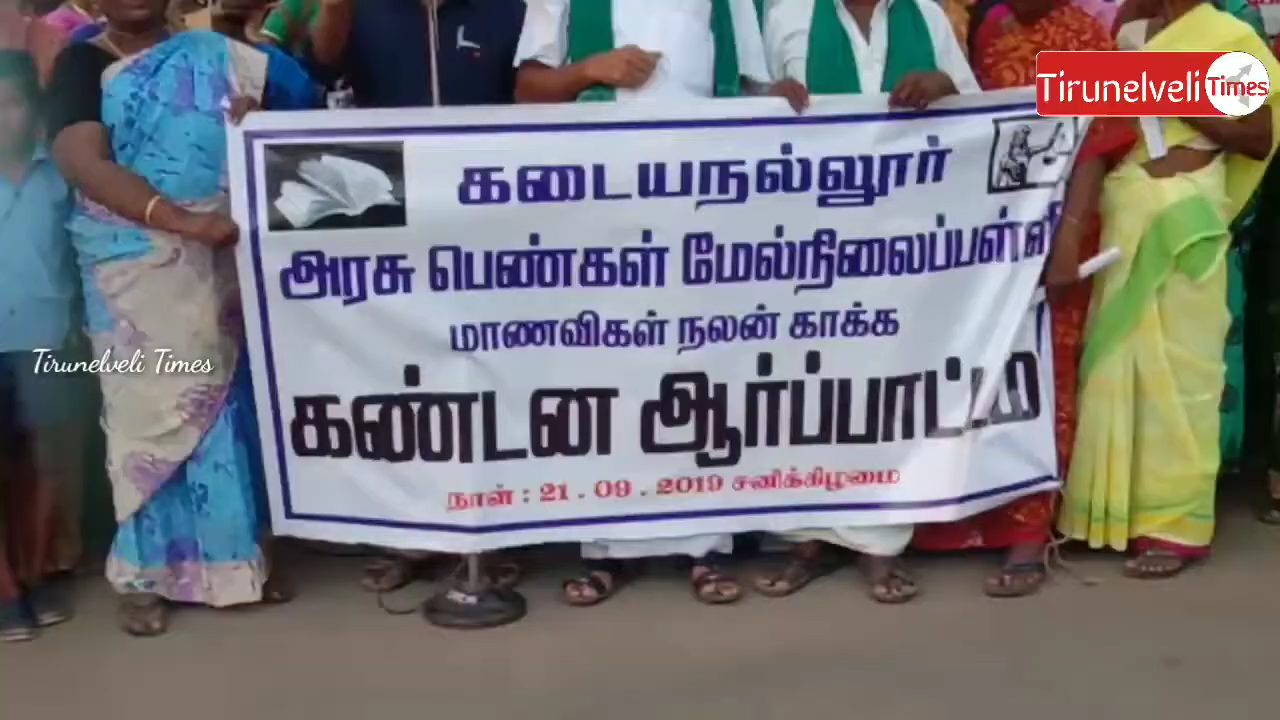 Tirunelveli Times
கடையநல்லூர்
அரசு பெண்கள் மேல்நிலைப்பள்ளி
மாணவிகள் நலன் காக்க
கண்டன ஆர்ப்பாட்டம்
நாள் : 21 . 09 . 2019 சனிக்கிழமை
Tirunelveli Times